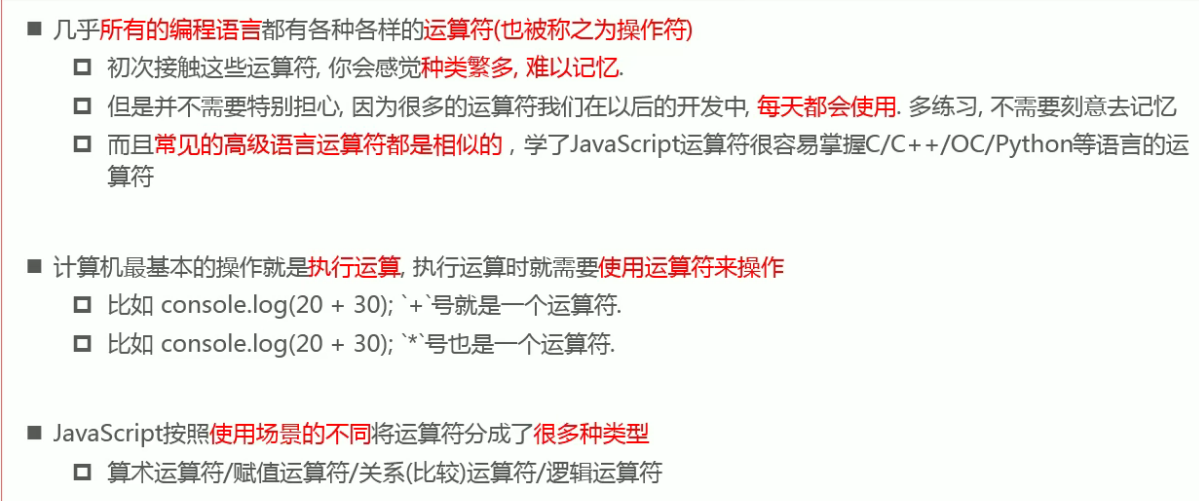 ■ 几乎所有的编程语言都有各种各样的运算符(也被称之为操作符)
初次接触这些运算符, 你会感觉种类繁多, 难以记忆.
但是并不需要特别担心, 因为很多的运算符我们在以后的开发中, 每天都会使用. 多练习, 不需要刻意去记忆
而且常见的高级语言运算符都是相似的 , 学了JavaScript运算符很容易掌握C/C++/OC/Python等语言的运
算符
■ 计算机最基本的操作就是执行运算, 执行运算时就需要使用运算符来操作
比如 console.log(20 + 30); `+`号就是一个运算符.
比如 console.log(20 + 30); `*`号也是一个运算符.
■ JavaScript按照使用场景的不同将运算符分成了很多种类型
算术运算符/赋值运算符/关系(比较)运算符/逻辑运算符